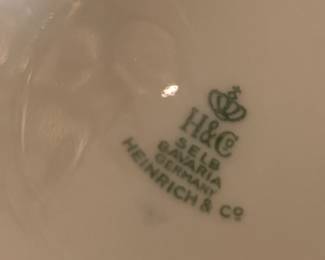 H&Co
SELB
BAVARIA
GERMANY
HEINRICH & Co